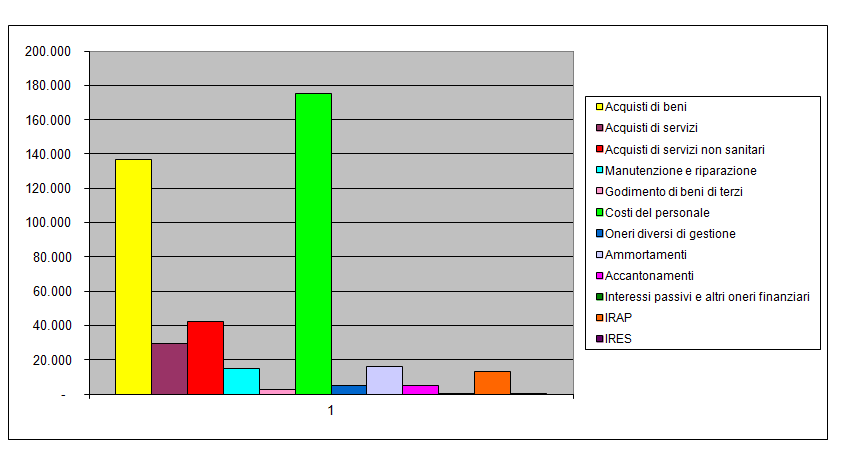 200.000
180.000
160.000
140.000
120.000
100.000
80.000
60.000
40.000
20.000
-
1
Acquisti di beni
Acquisti di servizi
Acquisti di servizi non sanitari
Manutenzione e riparazione
Godimento di beni di terzi
Costi del personale
Oneri diversi di gestione
Ammortamenti
Accantonamenti
Interessi passivi e altri oneri finanziari
IRAP
IRES